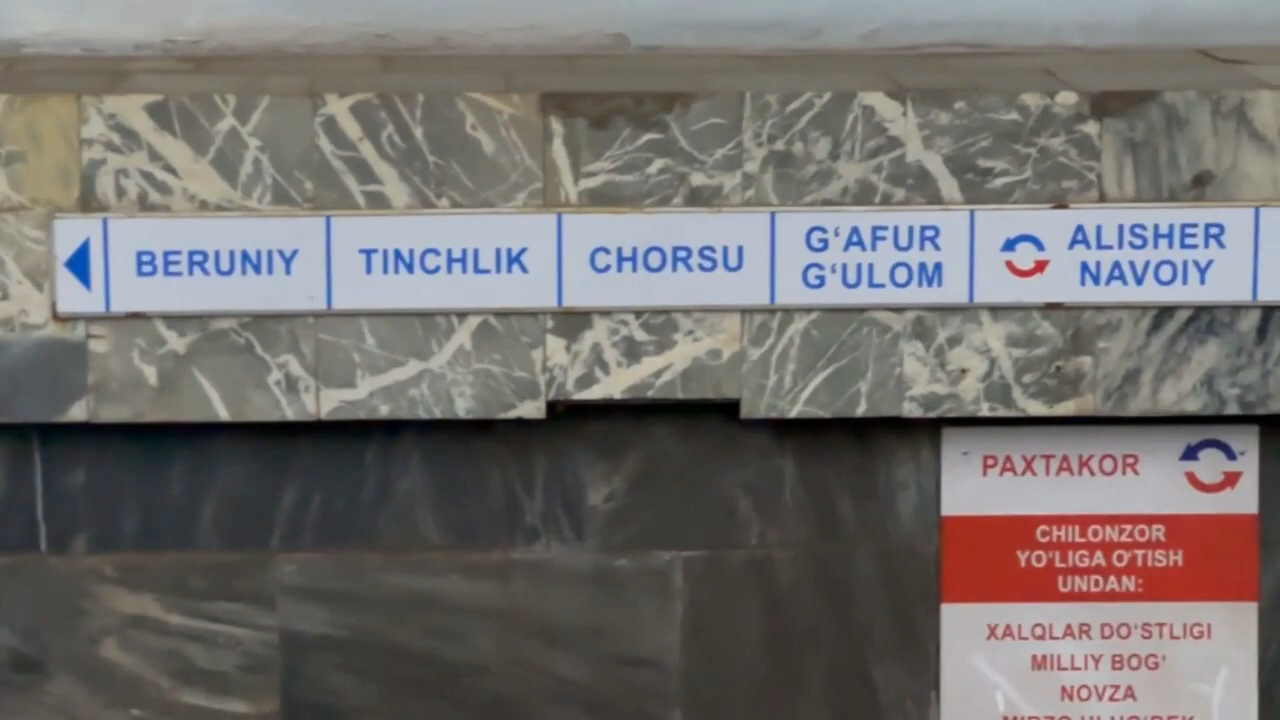 BERUNIY
TINCHLIK
CHORSU
G‘AFUR
G‘ULOM
ALISHER
NAVOIY
PAXTAKOR
CHILONZOR
YO‘LIGA O‘TISH
UNDAN:
XALQLAR DO‘STLIGI
MILLIY BOG‘
NOVZA